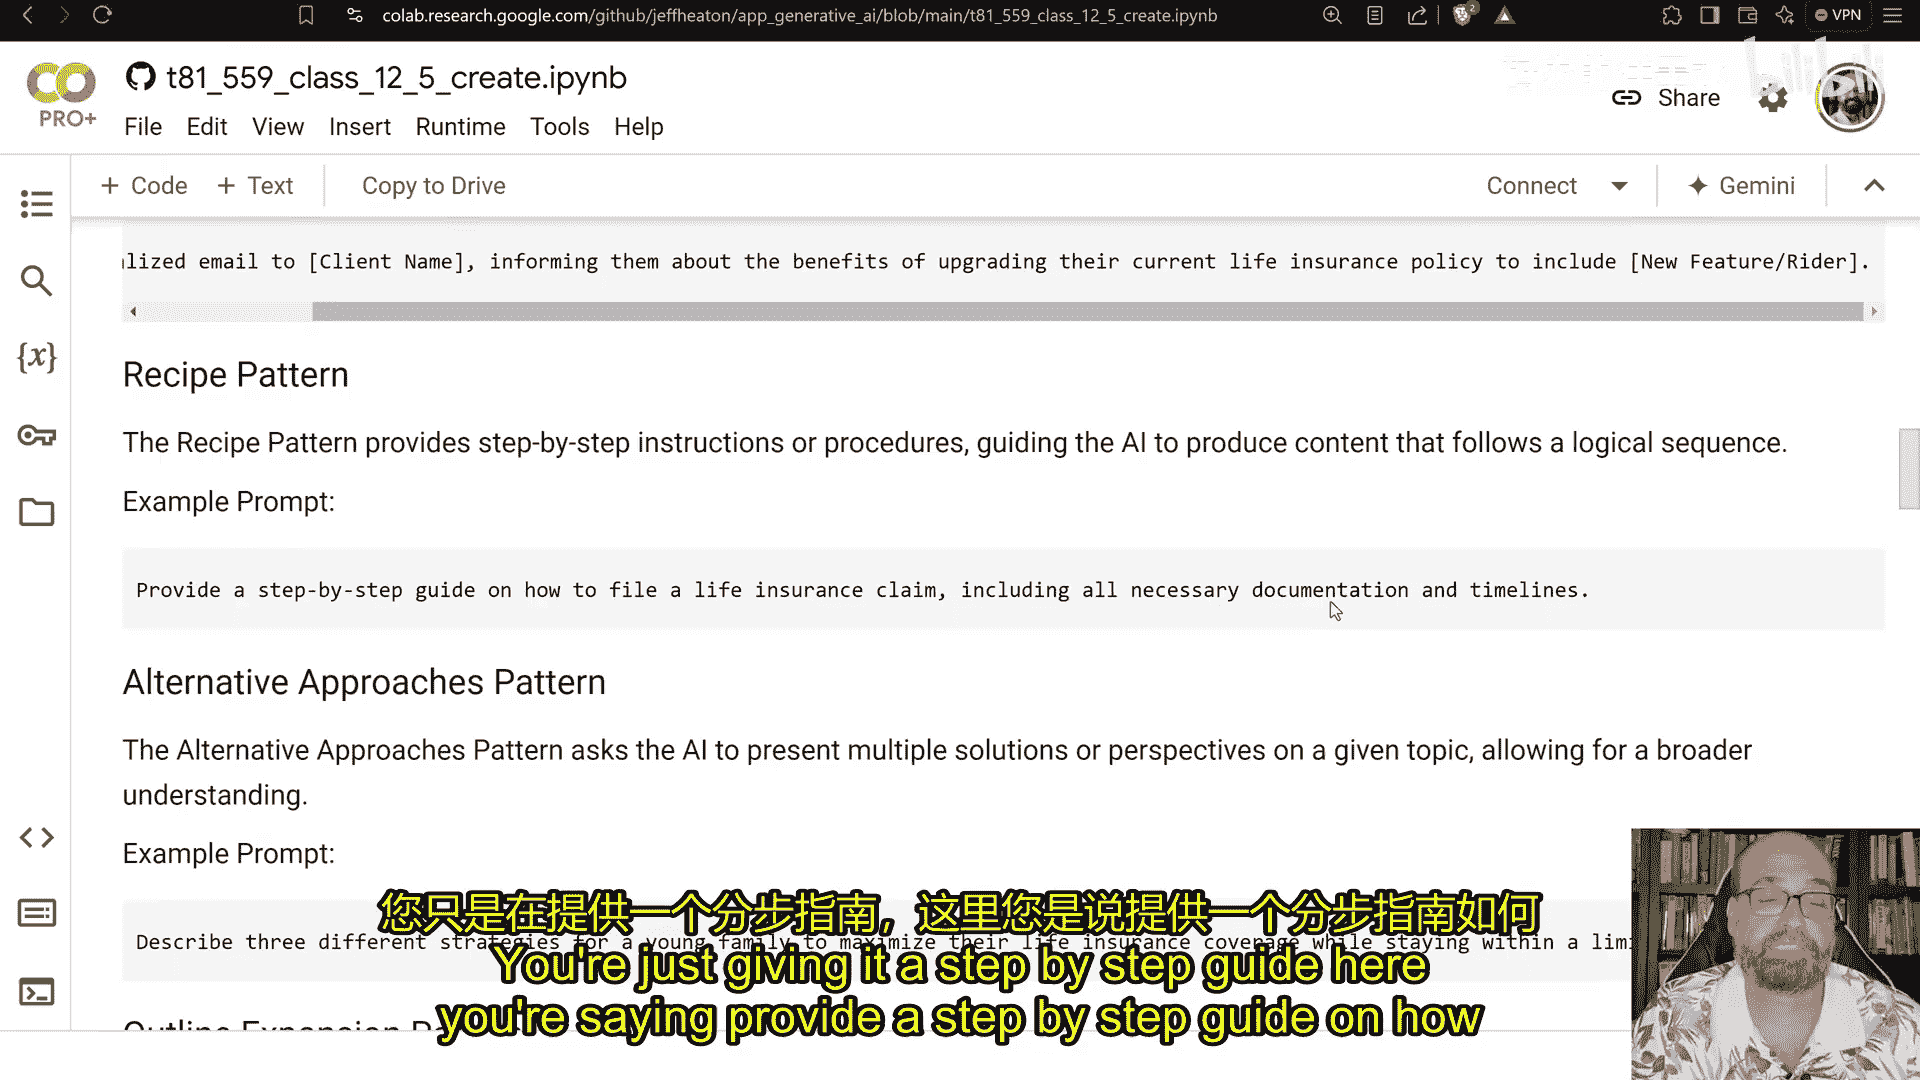 colab.research.google.com/github/jeffheaton/app_generative_ai/blob/main/t81_559_class_12_5_create.ipynb
2
VPN
t81_559_class_12_5_create.ipynb
bilibili
PRO+
Share
File Edit View Insert Runtime Tools Help
+ Code + Text Copy to Drive Connect Gemini
alized email to [Client Name], informing them about the benefits of upgrading their current life insurance policy to include [New Feature/Rider].
Recipe Pattern
The Recipe Pattern provides step-by-step instructions or procedures, guiding the AI to produce content that follows a logical sequence.
Example Prompt:
Provide a step-by-step guide on how to file a life insurance claim, including all necessary documentation and timelines.
Alternative Approaches Pattern
The Alternative Approaches Pattern asks the AI to present multiple solutions or perspectives on a given topic, allowing for a broader
understanding.
Example Prompt:
您只是在提供一个分步指南，这里您是说提供一个分步指南如何
Describe three different strategies for a young family to maximize their life insurance coverage while staying within a
You're just giving it a step by step guide here
you're saying provide a step by step guide on how
Outline Expansion